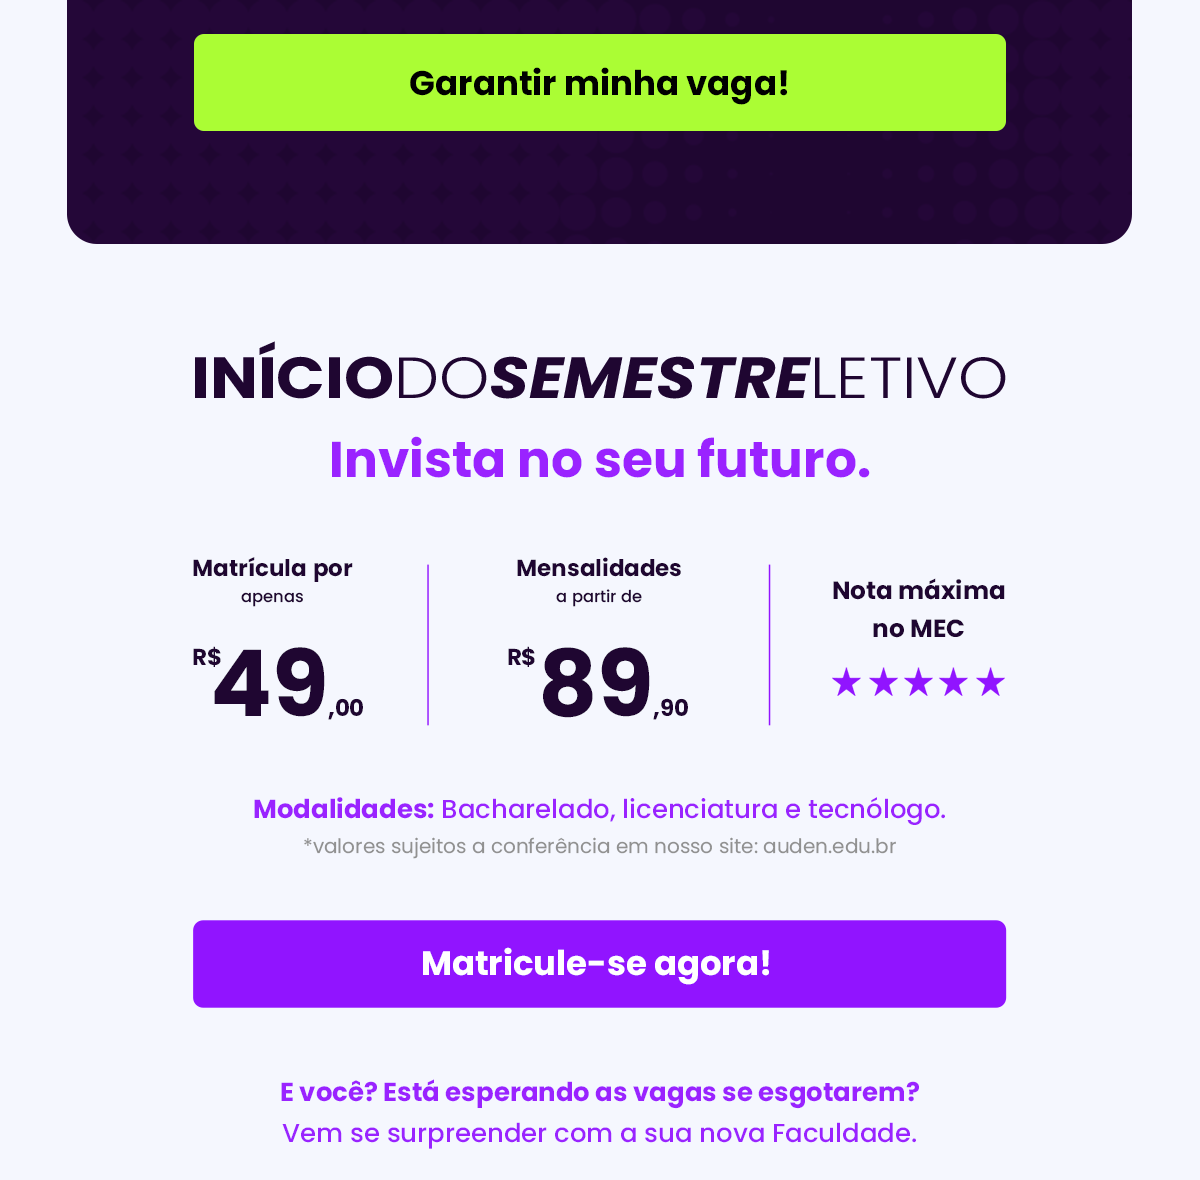 Garantir minha vaga!
INÍCIODOSEMESTRELETIVO
Invista no seu futuro.
Matrícula por
apenas
R$49,00
Mensalidades
a partir de
R$89,90
Nota máxima
no MEC
Modalidades: Bacharelado, licenciatura e tecnólogo.
*valores sujeitos a conferência em nosso site: auden.edu.br
Matricule-se agora!
E você? Está esperando as vagas se esgotarem?
Vem se surpreender com a sua nova Faculdade.